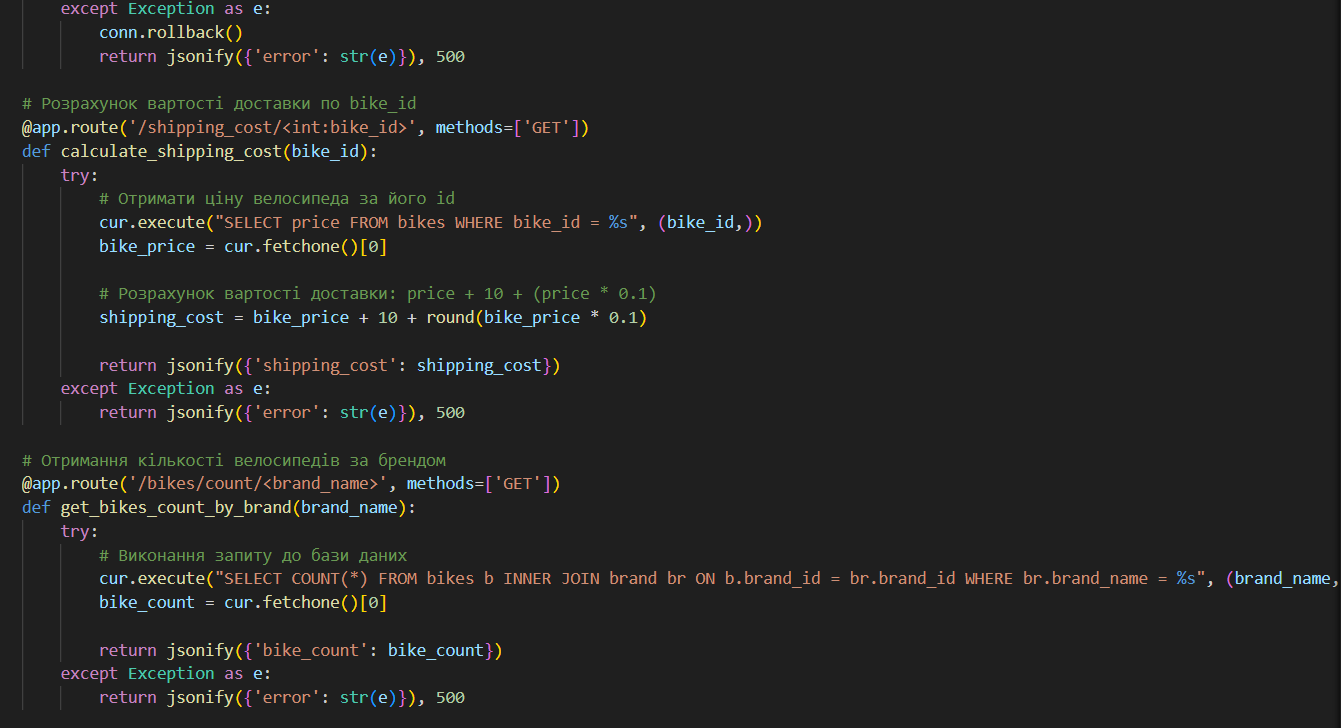 except Exception as e:
conn.rollback()
return jsonify({'error': str(e)}), 500
# Розрахунок вартості доставки по bike_id
@app.route('/shipping_cost/<int:bike_id>', methods=['GET'])
def calculate_shipping_cost(bike_id):
try:
# Отримати ціну велосипеда за його id
cur.execute("SELECT price FROM bikes WHERE bike_id = %s", (bike_id,))
bike_price = cur.fetchone()[0]
# Розрахунок вартості доставки: price + 10 + (price * 0.1)
shipping_cost = bike_price + 10 + round(bike_price * 0.1)
return jsonify({'shipping_cost': shipping_cost})
except Exception as e:
return jsonify({'error': str(e)}), 500
# Отримання кількості велосипедів за брендом
@app.route('/bikes/count/<brand_name>', methods=['GET'])
def get_bikes_count_by_brand(brand_name):
try:
# Виконання запиту до бази даних
cur.execute("SELECT COUNT(*) FROM bikes b INNER JOIN brand br ON b.brand_id = br.brand_id WHERE br.brand_name = %s", (brand_name,
bike_count = cur.fetchone()[0]
return jsonify({'bike_count': bike_count})
except Exception as e:
return jsonify({'error': str(e)}), 500